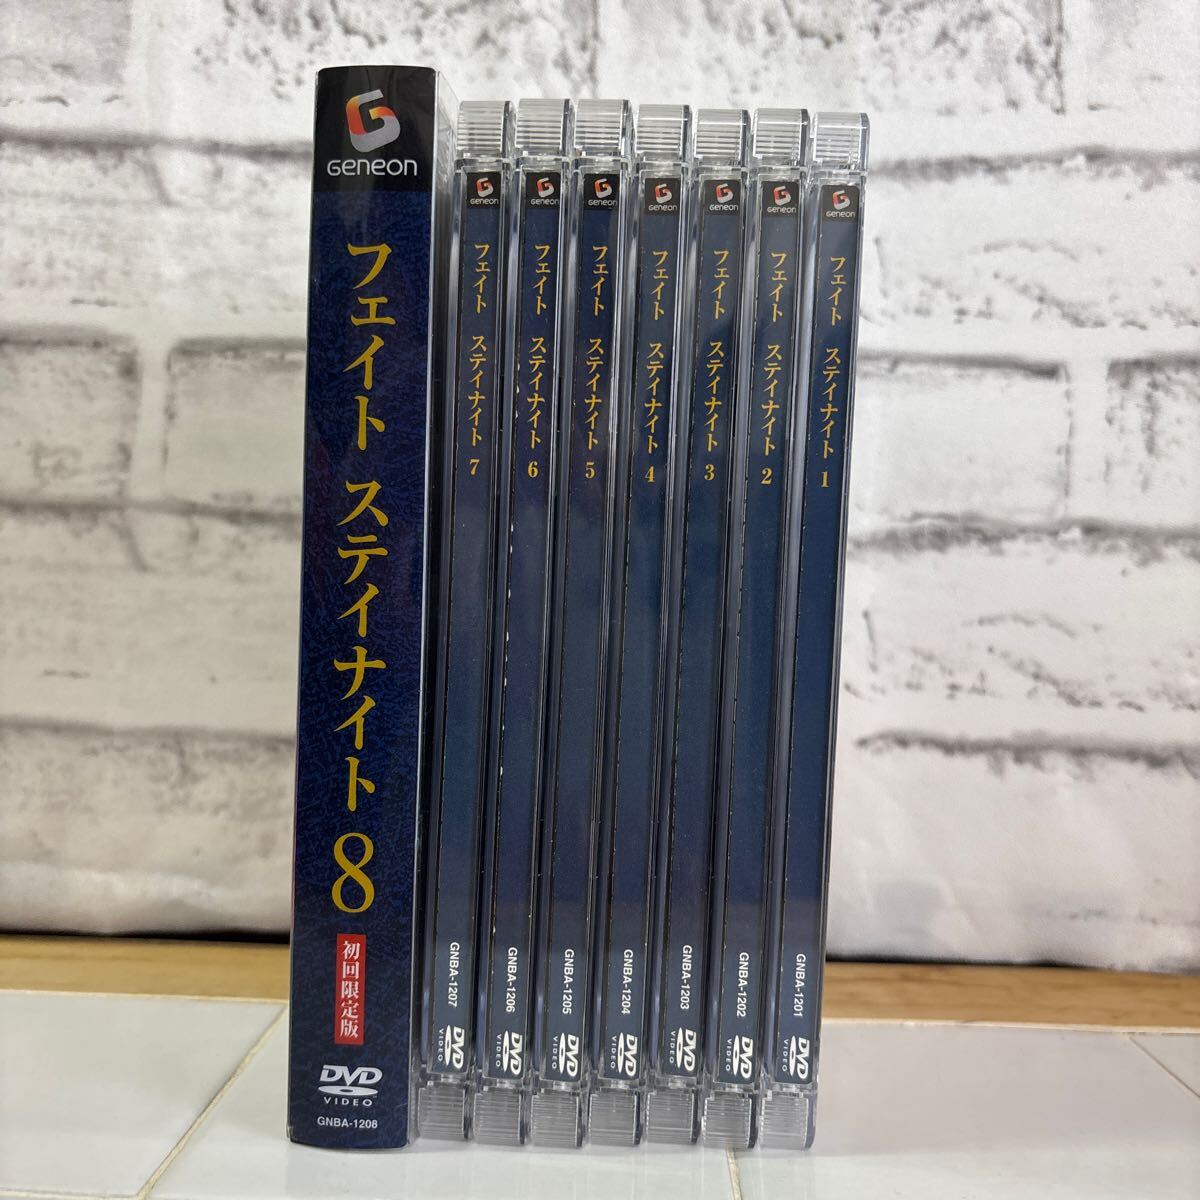 GENEON
フェイト ステイナイト 8
初回限定版
DVD
VIDEO
GNBA-1208
GENEON
フェイト ステイナイト 7
GNBA-1207
DVD
VIDEO
GENEON
フェイト ステイナイト 6
GNBA-1206
DVD
VIDEO
GENEON
フェイト ステイナイト 5
GNBA-1205
DVD
VIDEO
GENEON
フェイト ステイナイト 4
GNBA-1204
DVD
VIDEO
GENEON
フェイト ステイナイト 3
GNBA-1203
DVD
VIDEO
GENEON
フェイト ステイナイト 2
GNBA-1202
DVD
VIDEO
GENEON
フェイト ステイナイト 1
GNBA-1201
DVD
VIDEO